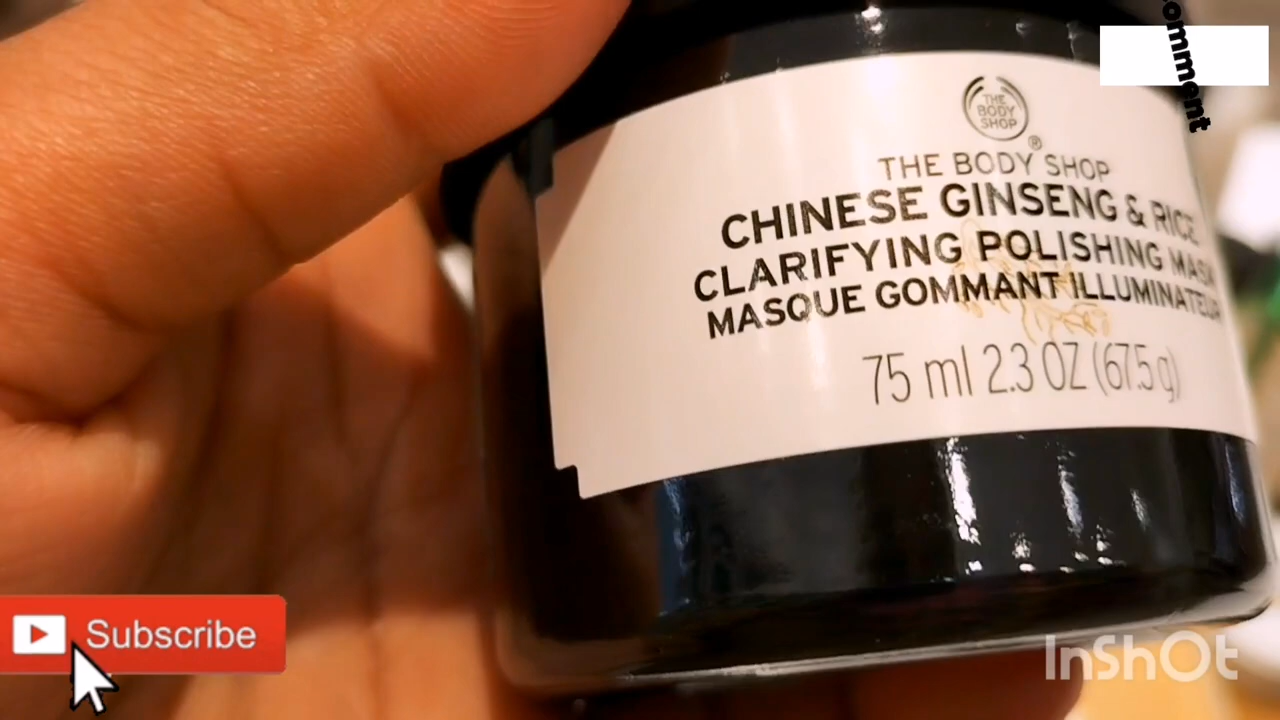 comment
THE
BODY
SHOP
®
THE BODY SHOP
CHINESE GINSENG & RICE
CLARIFYING POLISHING MASK
MASQUE GOMMANT ILLUMINATEUR
75 ml 2.3 OZ (67.5 g)
Subscribe
InShOt